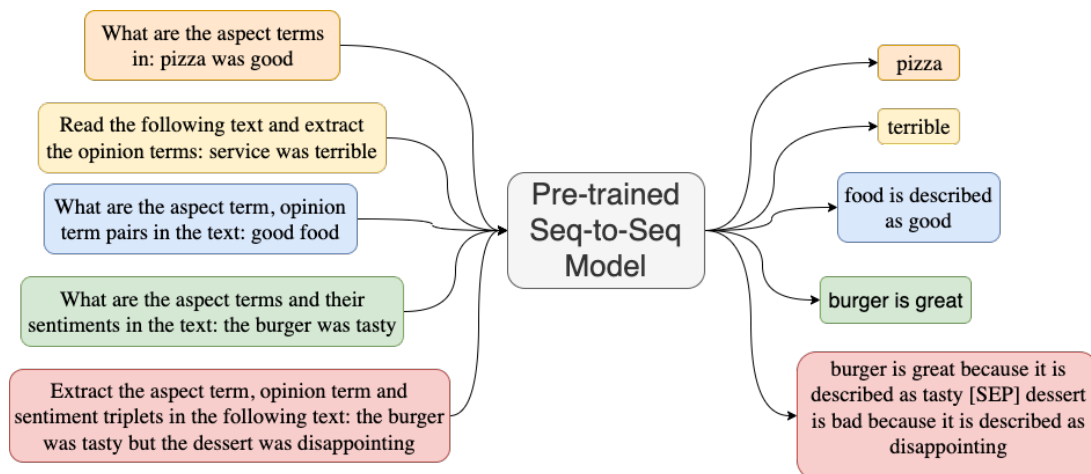 What are the aspect terms
in: pizza was good
Read the following text and extract
the opinion terms: service was terrible
What are the aspect term, opinion
term pairs in the text: good food
What are the aspect terms and their
sentiments in the text: the burger was tasty
Extract the aspect term, opinion term and
sentiment triplets in the following text: the burger
was tasty but the dessert was disappointing
Pre-trained
Seq-to-Seq
Model
pizza
terrible
food is described
as good
burger is great
burger is great because it is
described as tasty [SEP] dessert
is bad because it is described as
disappointing